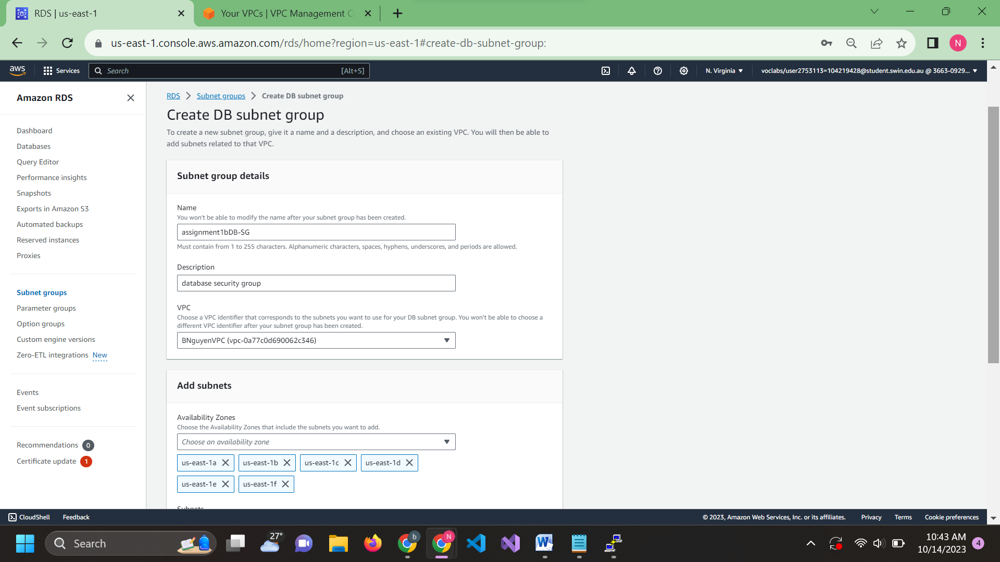 RDS | us-east-1
Your VPCs | VPC Management C
us-east-1.console.aws.amazon.com/rds/home?region=us-east-1#create-db-subnet-group:
N
aws
Services
Search
[Alt+S]
N. Virginia
voclabs/user2753113=104219428@student.swin.edu.au @ 3663-0929...
Amazon RDS
Dashboard
Databases
Query Editor
Performance insights
Snapshots
Exports in Amazon S3
Automated backups
Reserved instances
Proxies
Subnet groups
Parameter groups
Option groups
Custom engine versions
Zero-ETL integrations New
Events
Event subscriptions
Recommendations 0
Certificate update 1
RDS > Subnet groups > Create DB subnet group
Create DB subnet group
To create a new subnet group, give it a name and a description, and choose an existing VPC. You will then be able to
add subnets related to that VPC.
Subnet group details
Name
You won't be able to modify the name after your subnet group has been created.
assignment1bDB-SG
Must contain from 1 to 255 characters. Alphanumeric characters, spaces, hyphens, underscores, and periods are allowed.
Description
database security group
VPC
Choose a VPC identifier that corresponds to the subnets you want to use for your DB subnet group. You won't be able to choose a
different VPC identifier after your subnet group has been created.
BNguyenVPC (vpc-0a77c0d690062c346)
Add subnets
Availability Zones
Choose the Availability Zones that include the subnets you want to add.
Choose an availability zone
us-east-1a
us-east-1b
us-east-1c
us-east-1d
us-east-1e
us-east-1f
Subnets
CloudShell
Feedback
© 2023, Amazon Web Services, Inc. or its affiliates.
Privacy
Terms
Cookie preferences
Search
27°
b
N
10:43 AM
10/14/2023
4